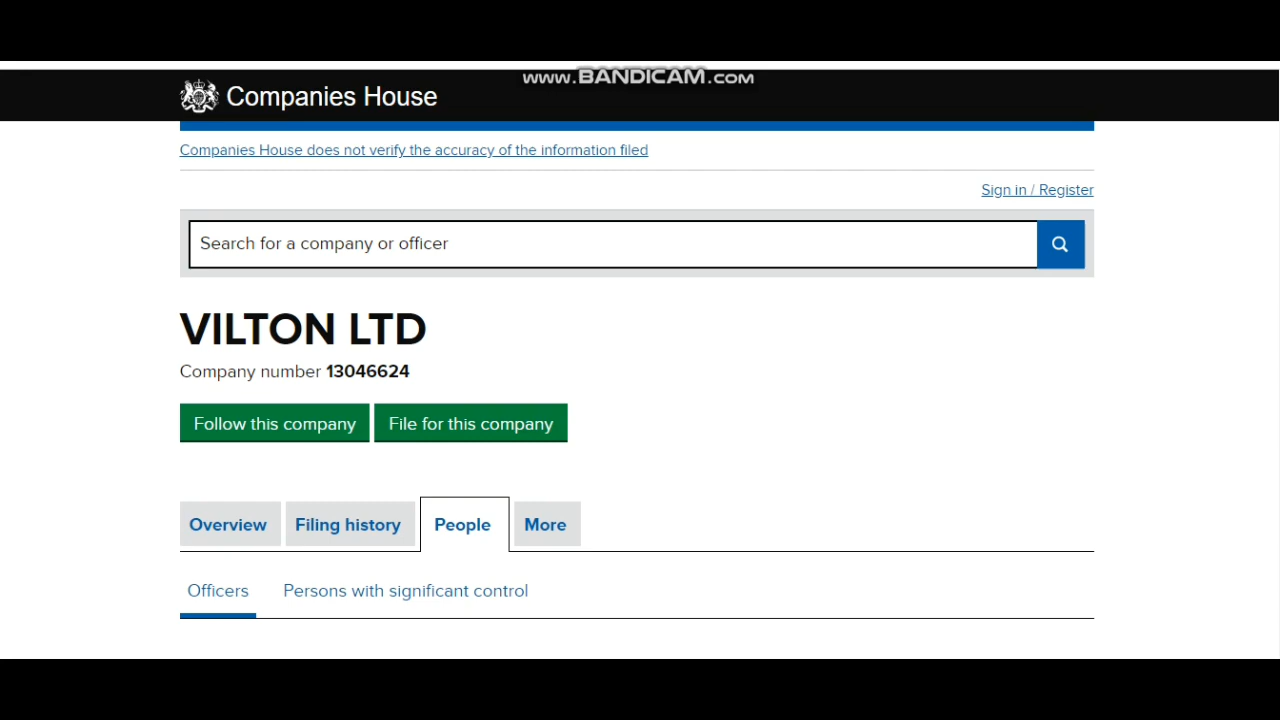 www.BANDICAM.com
Companies House
Companies House does not verify the accuracy of the information filed
Sign in / Register
Search for a company or officer
VILTON LTD
Company number 13046624
Follow this company File for this company
Overview Filing history People More
Officers Persons with significant control